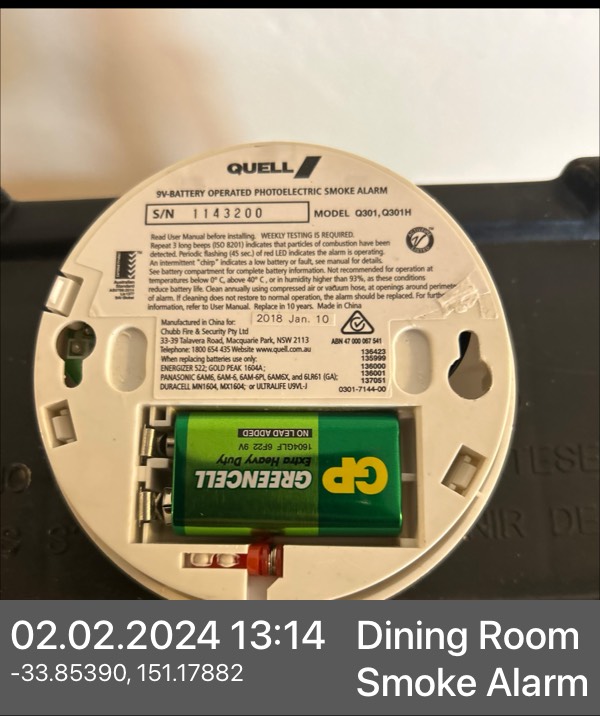 QUELL
9V-BATTERY OPERATED PHOTOELECTRIC SMOKE ALARM
S/N 1143200 MODEL Q301, Q301H
Read User Manual before installing. WEEKLY TESTING IS REQUIRED.
Repeat 3 long beeps (ISO 8201) indicates that particles of combustion have been
detected. Periodic flashing (45 sec.) of red LED indicates the alarm is operating.
An intermittent "chirp" indicates a low battery or fault, see manual for details.
See battery compartment for complete battery information. Not recommended for operation at
temperatures below 0° C, above 40° C, or in humidity higher than 93%, as these conditions
reduce battery life. Clean annually using compressed air or vacuum hose, at openings around perimeter
of alarm. If cleaning does not restore to normal operation, the alarm should be replaced. For further
information, refer to User Manual. Replace in 10 years. Made in China
2018 Jan. 10
Manufactured in China for:
Chubb Fire & Security Pty Ltd
33-39 Talavera Road, Macquarie Park, NSW 2113
Telephone: 1800 654 435 Website www.quell.com.au
When replacing batteries use only:
ENERGIZER 522; GOLD PEAK 1604A;
PANASONIC 6AM6, 6AM-6, 6AM-6PI, 6AM6X, and 6LR61 (GA);
DURACELL MN1604, MX1604; or ULTRALIFE U9VL-J
ABN 47 000 067 541
136423
135999
136000
136001
137051
0301-7144-00
GP
GREENCELL
Extra Heavy Duty
1604GLF 6F22 9V
NO LEAD ADDED
TESE
NIR DE
02.02.2024 13:14
-33.85390, 151.17882
Dining Room
Smoke Alarm